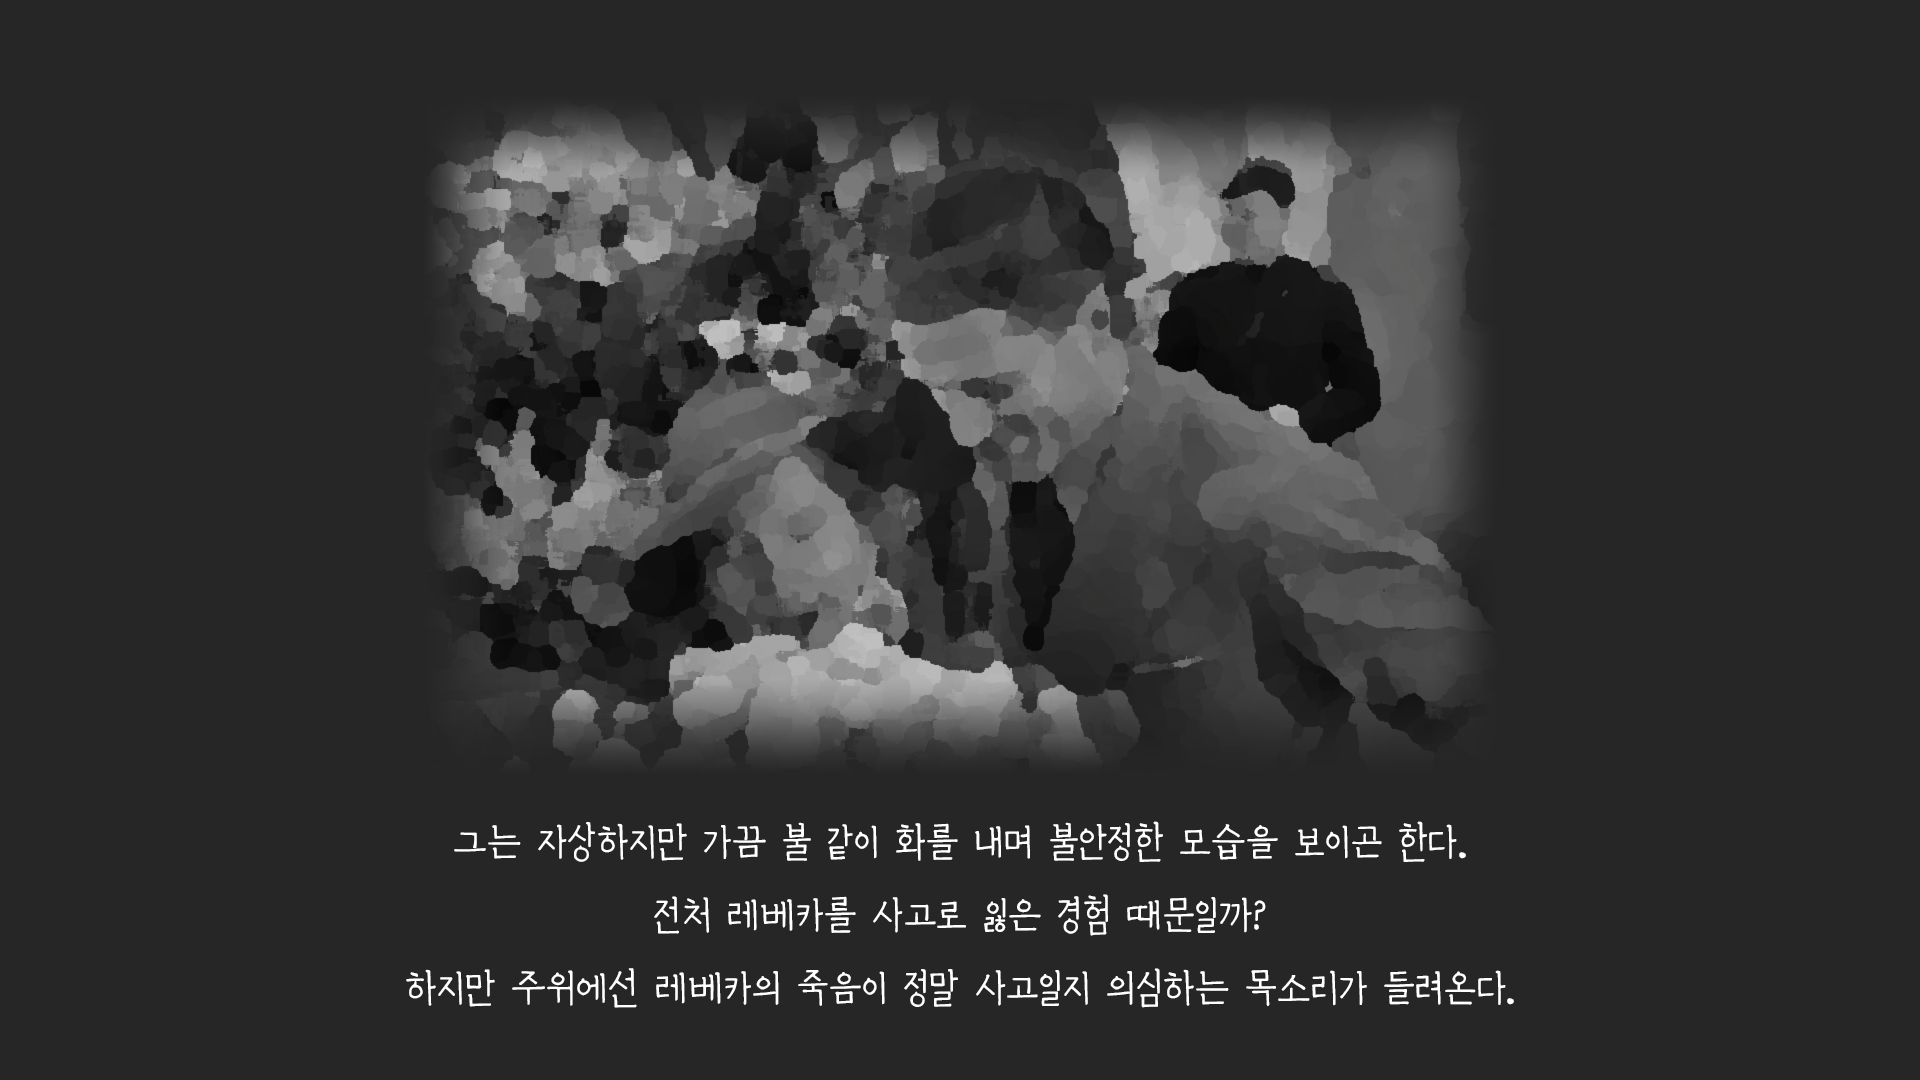 그는 자상하지만 가끔 불 같이 화를 내며 불안정한 모습을 보이곤 한다.
전처 레베카를 사고로 잃은 경험 때문일까?
하지만 주위에선 레베카의 죽음이 정말 사고일지 의심하는 목소리가 들려온다.